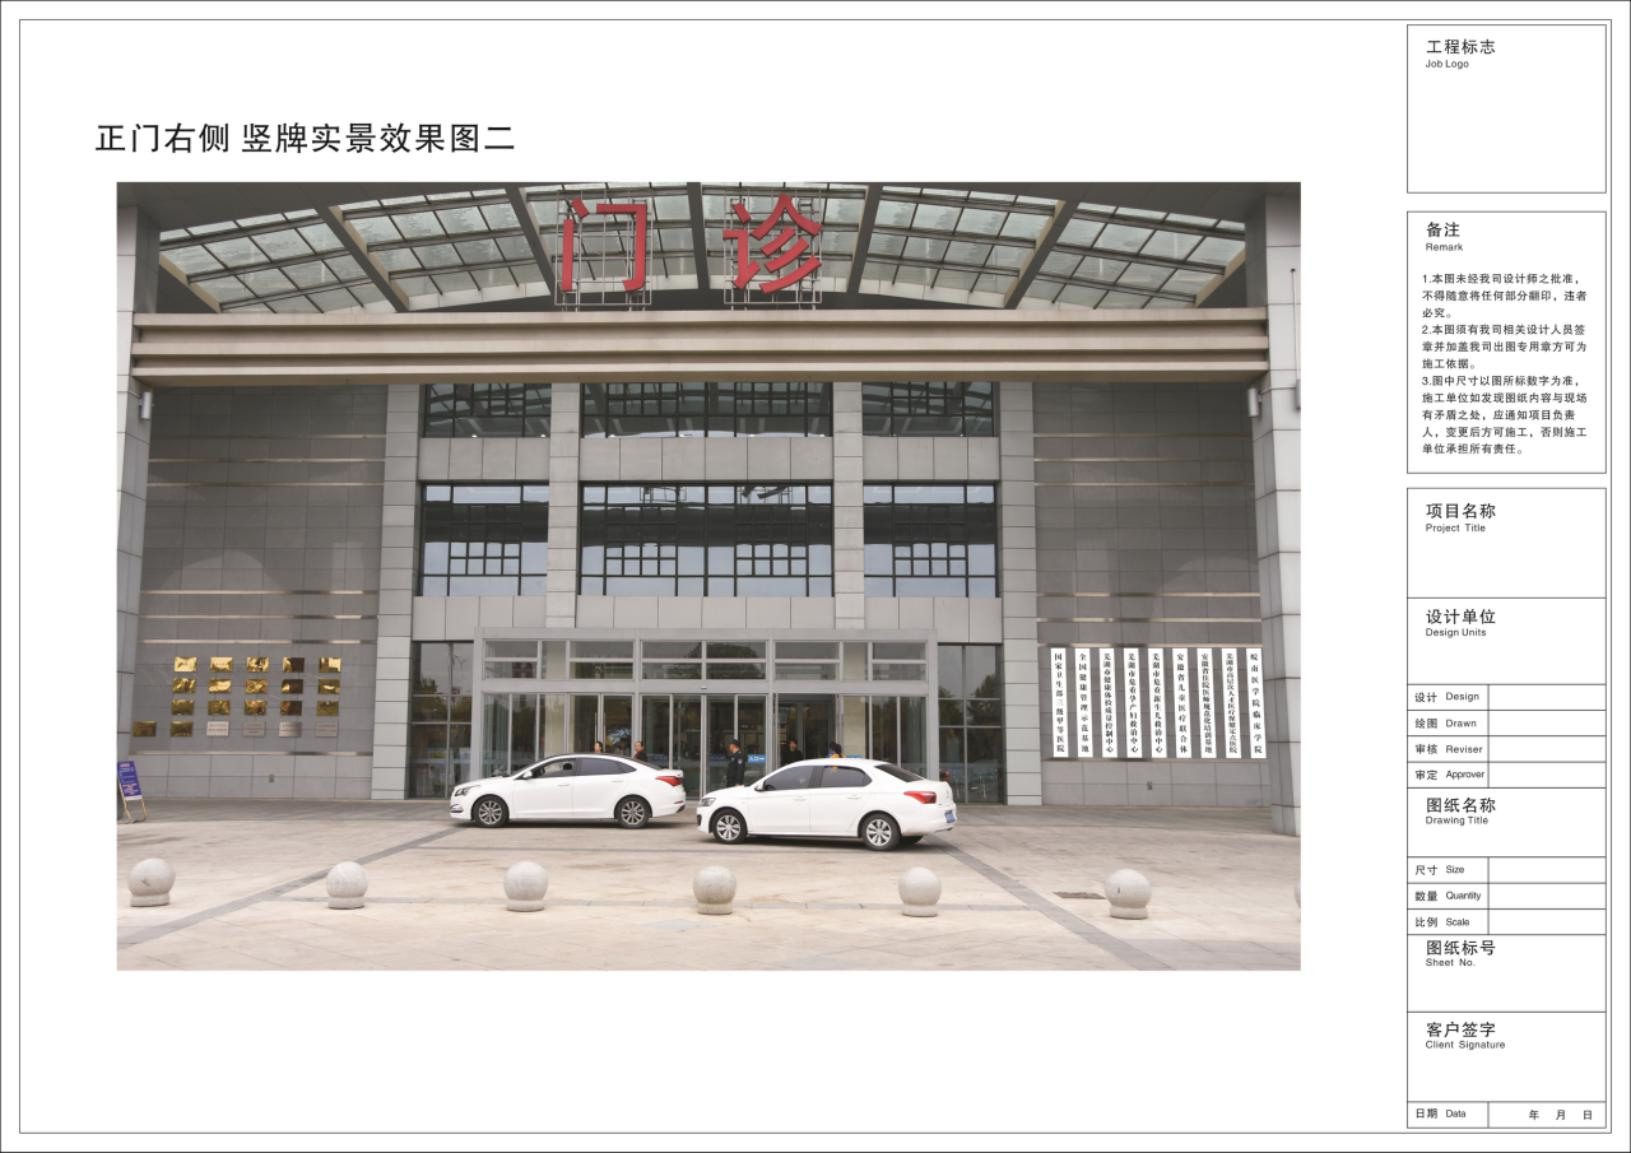 正门右侧 竖牌实景效果图二
门诊
国家卫生部三级甲等医院
全国健康管理示范基地
芜湖市健康体检质量控制中心
芜湖市危重孕产妇救治中心
芜湖市危重新生儿救治中心
安徽省儿童医疗联合体
安徽省住院医师规范化培训基地
芜湖市高层次人才医疗保健定点医院
皖南医学院临床学院
入口
工程标志
Job Logo
备注
Remark
1.本图未经我司设计师之批准，
不得随意将任何部分翻印，违者
必究。
2.本图须有我司相关设计人员签
章并加盖我司出图专用章方可为
施工依据。
3.图中尺寸以图所标数字为准，
施工单位如发现图纸内容与现场
有矛盾之处，应通知项目负责
人，变更后方可施工，否则施工
单位承担所有责任。
项目名称
Project Title
设计单位
Design Units
设计 Design
绘图 Drawn
审核 Reviser
审定 Approver
图纸名称
Drawing Title
尺寸 Size
数量 Quantity
比例 Scale
图纸标号
Sheet No.
客户签字
Client Signature
日期 Data 年 月 日